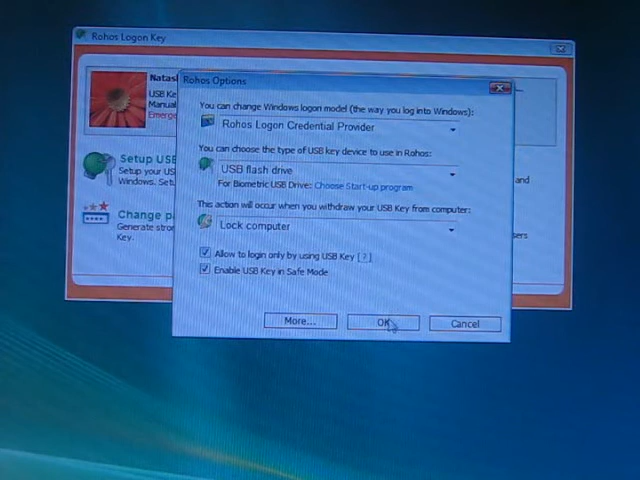 Rohos Logon Key
Rohos Options
You can change Windows logon model (the way you log into Windows):
Rohos Logon Credential Provider
You can choose the type of USB key device to use in Rohos:
USB flash drive
For Biometric USB Drive: Choose Start-up program
This action will occur when you withdraw your USB Key from computer:
Lock computer
Allow to login only by using USB Key [ ? ]
Enable USB Key in Safe Mode
More... OK Cancel
Natas
USB Ke
Manual
Emerge
Setup USB
Setup your US
Windows. Set
Change p
Generate stron
Key.
and
sers